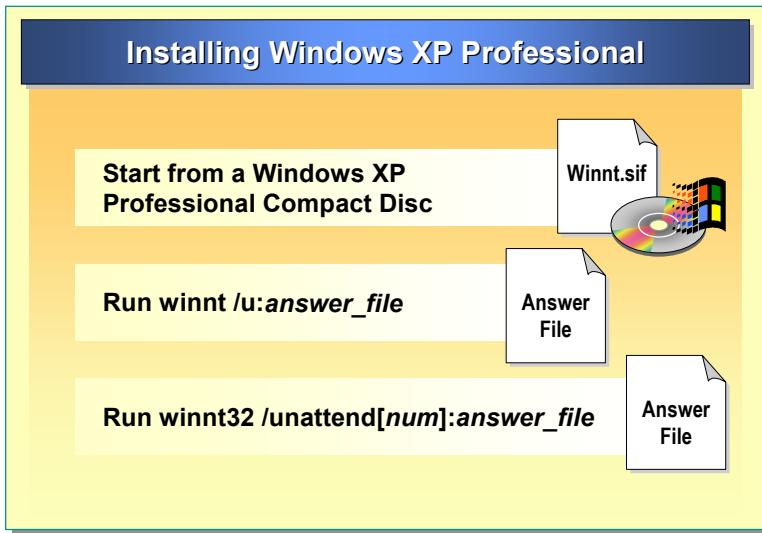 Installing Windows XP Professional
Start from a Windows XP
Professional Compact Disc
Winnt.sif
Run winnt /u:answer_file
Answer
File
Run winnt32 /unattend[num]:answer_file
Answer
File